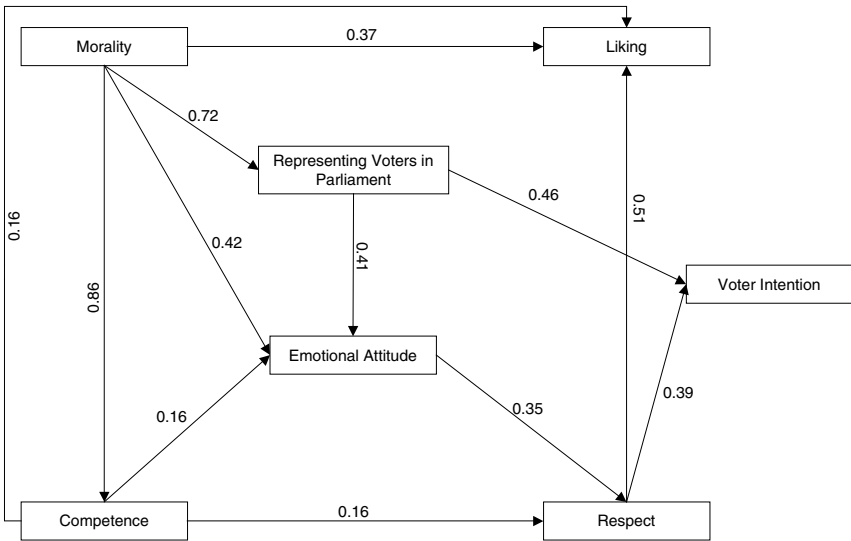 0.37
Morality
Liking
0.72
Representing Voters in
Parliament
0.46
0.16
0.42
0.41
0.51
0.86
Voter Intention
Emotional Attitude
0.16
0.35
0.39
Competence
0.16
Respect